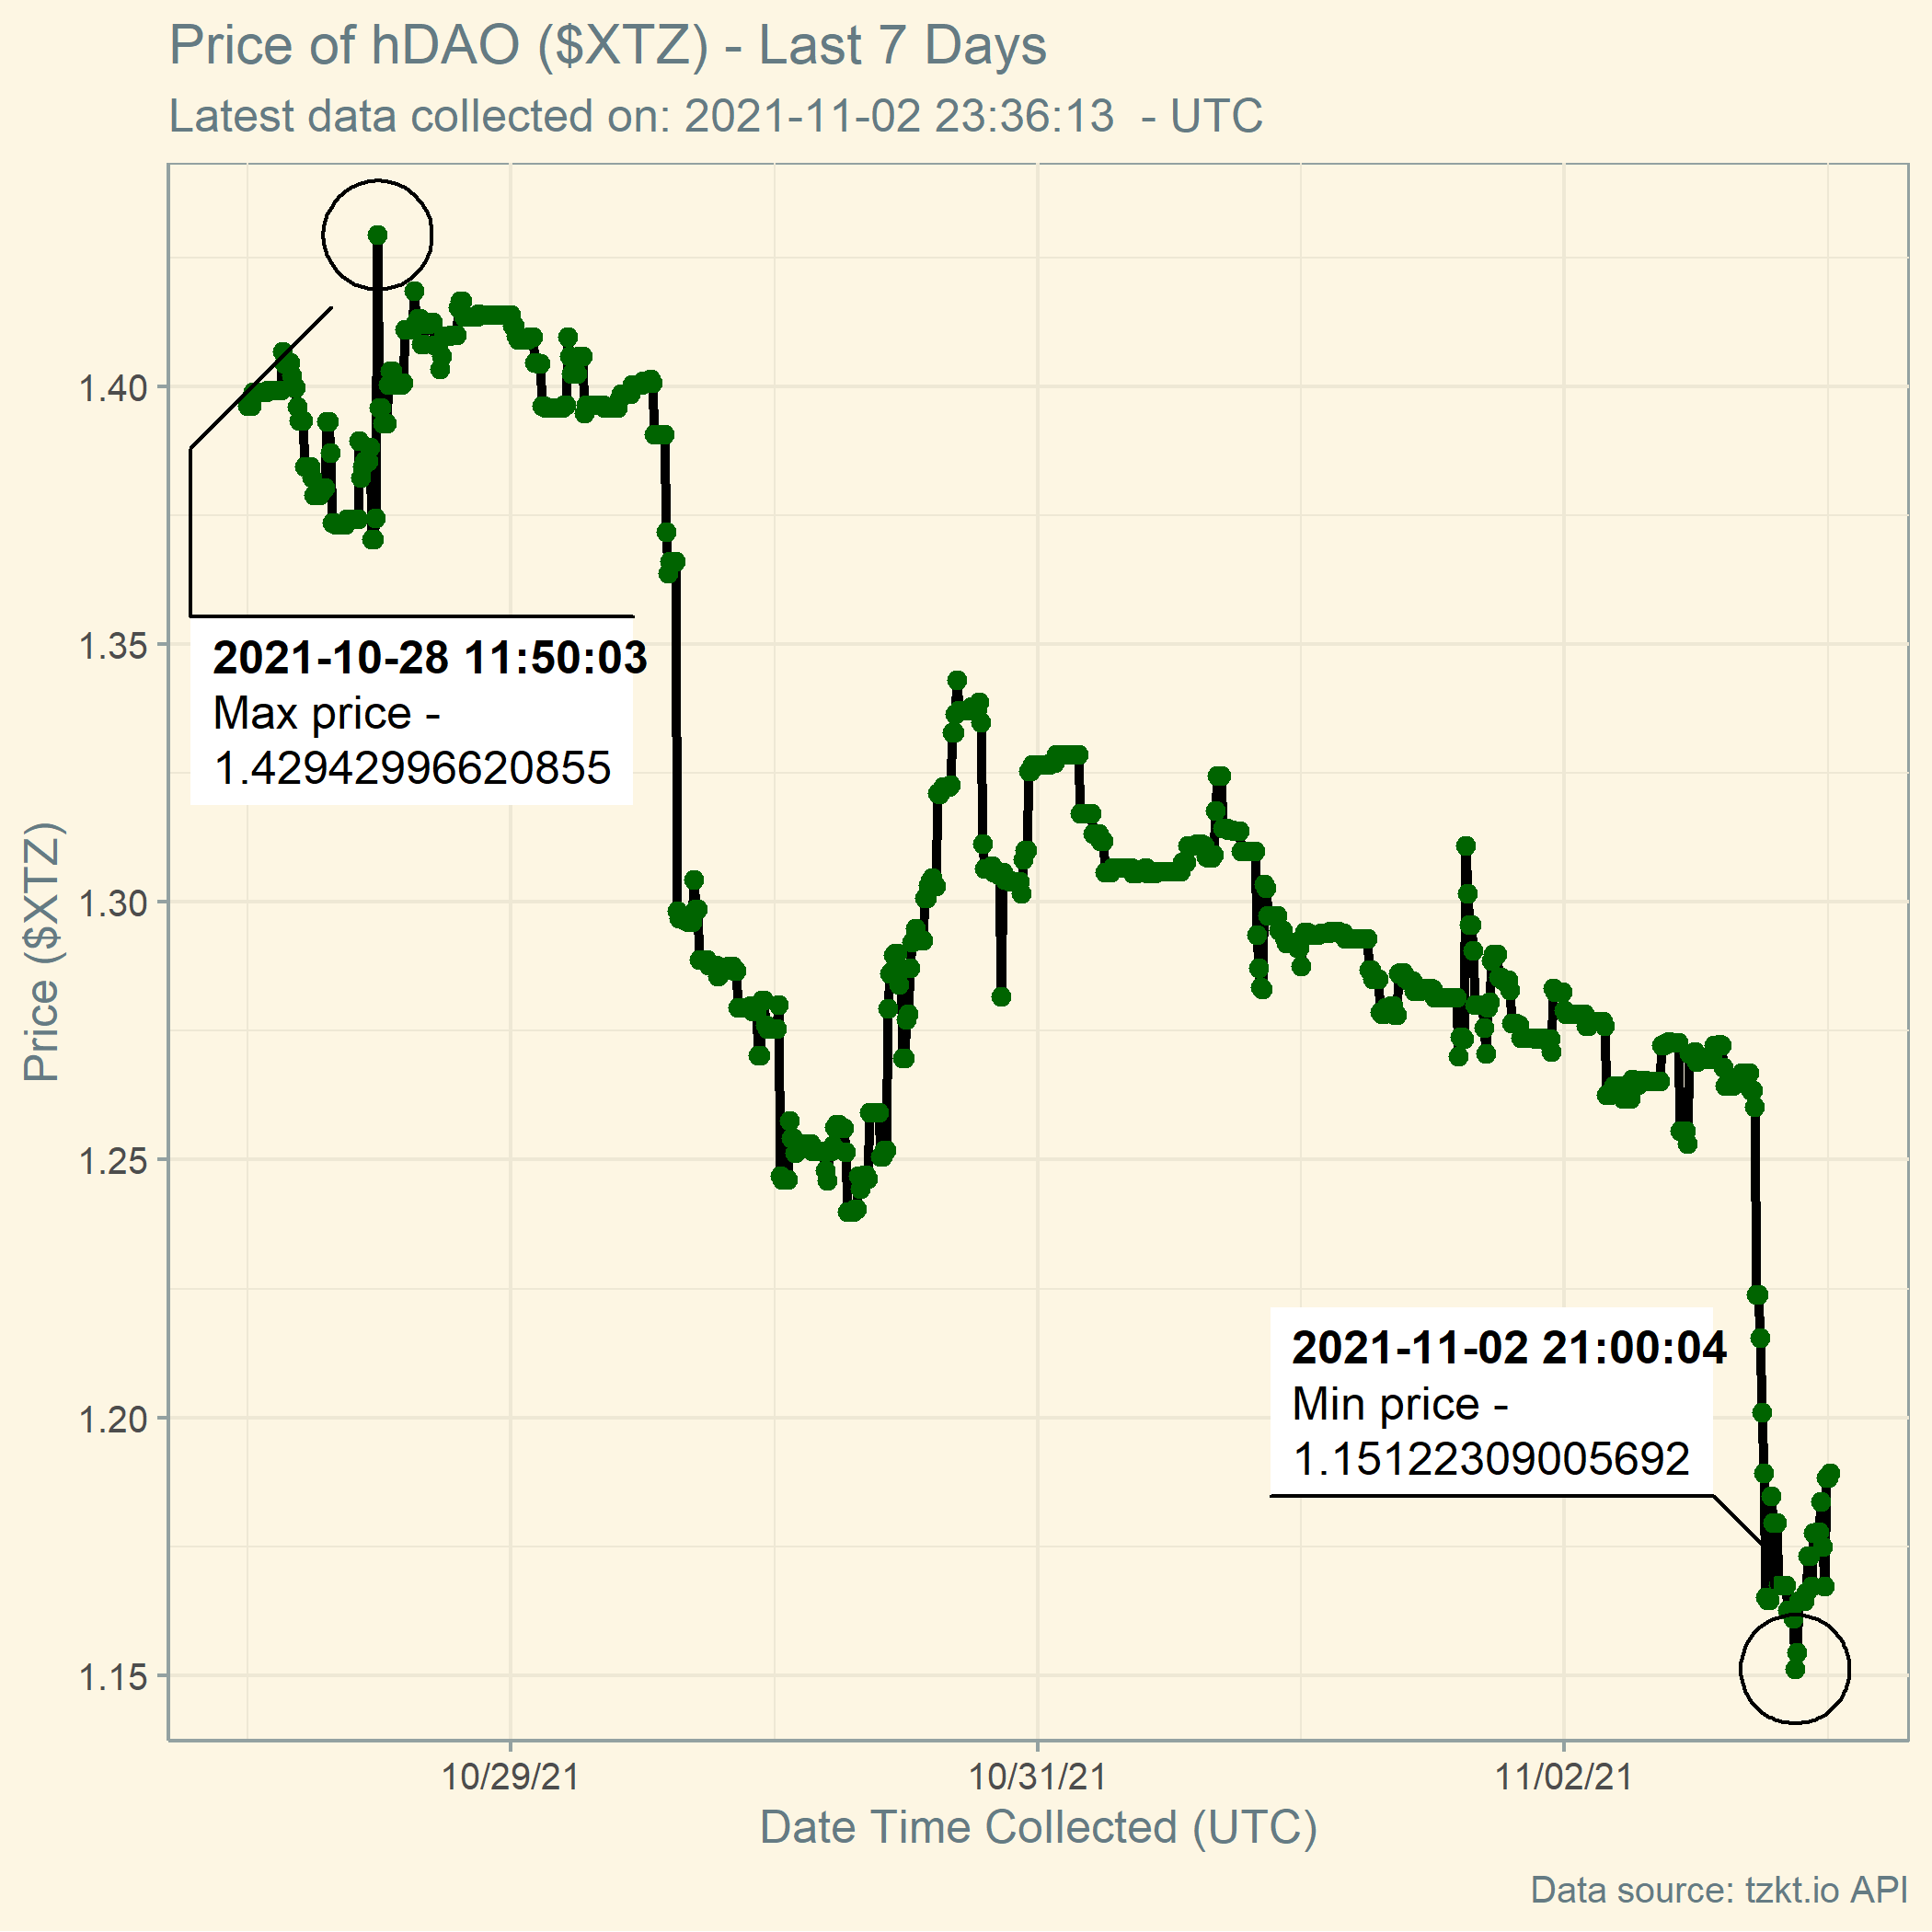 Price of hDAO ($XTZ) - Last 7 Days
Latest data collected on: 2021-11-02 23:36:13  - UTC
1.40
1.35
1.30
1.25
1.20
1.15
Price ($XTZ)
2021-10-28 11:50:03
Max price -
1.42942996620855
2021-11-02 21:00:04
Min price -
1.15122309005692
10/29/21
10/31/21
11/02/21
Date Time Collected (UTC)
Data source: tzkt.io API